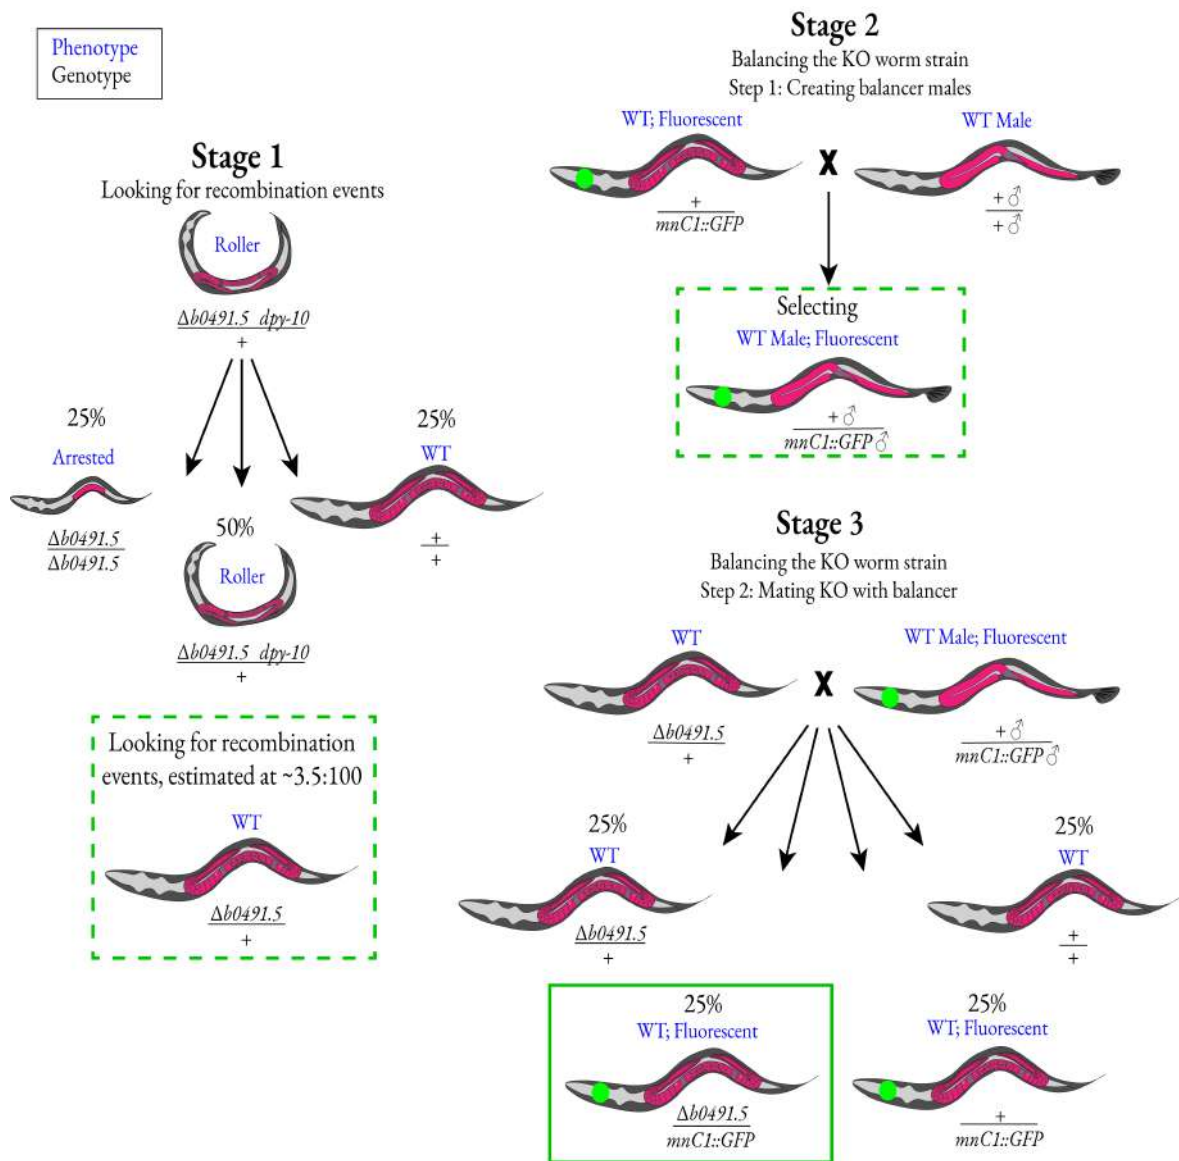 Phenotype
Genotype
Stage 1
Looking for recombination events
Roller
Δb0491.5 dpy-10
+
25%
Arrested
Δb0491.5
Δb0491.5
50%
Roller
Δb0491.5 dpy-10
+
25%
WT
+
+
Looking for recombination
events, estimated at ~3.5:100
WT
Δb0491.5
+
Stage 2
Balancing the KO worm strain
Step 1: Creating balancer males
WT; Fluorescent
+
mnC1::GFP
X
WT Male
+ ♂
+ ♂
Selecting
WT Male; Fluorescent
+ ♂
mnC1::GFP ♂
Stage 3
Balancing the KO worm strain
Step 2: Mating KO with balancer
WT
Δb0491.5
+
X
WT Male; Fluorescent
+ ♂
mnC1::GFP ♂
25%
WT
Δb0491.5
+
25%
WT
+
+
25%
WT; Fluorescent
Δb0491.5
mnC1::GFP
25%
WT; Fluorescent
+
mnC1::GFP